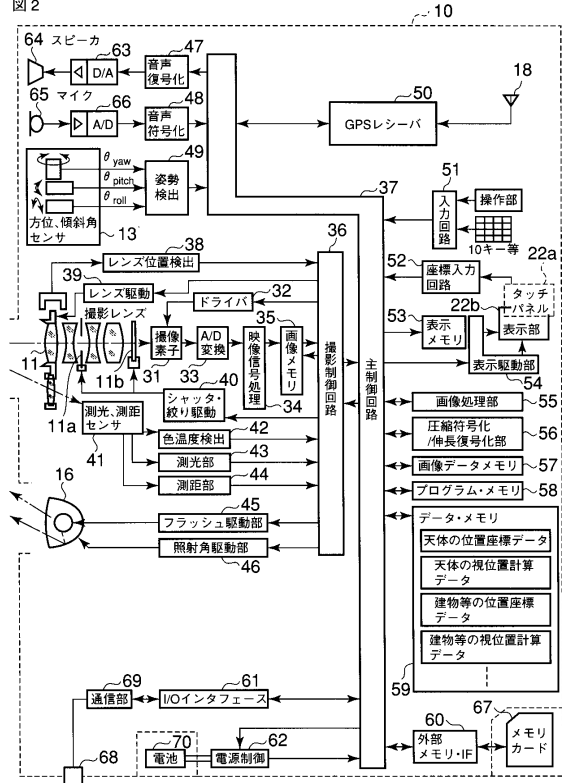 図2
10
64 スピーカ
63
D/A
47
音声
復号化
65 マイク
66
A/D
48
音声
符号化
50
GPSレシーバ
18
θ yaw
θ pitch
θ roll
49
姿勢
検出
方位、傾斜角
センサ
13
37
51
入力回路
操作部
10キー等
36
38
レンズ位置検出
39
レンズ駆動
撮影レンズ
32
ドライバ
52
座標入力
回路
22a
タッチ
パネル
22b
表示部
53
表示
メモリ
表示駆動部
54
11
11a
11b
撮像
素子
31
A/D
変換
33
映像信号処理
34
35
画像メモリ
撮影制御回路
主制御回路
40
シャッタ・
絞り駆動
測光、測距
センサ
41
42
色温度検出
43
測光部
44
測距部
16
45
フラッシュ駆動部
照射角駆動部
46
画像処理部
55
圧縮符号化
/伸長復号化部
56
画像データメモリ
57
プログラム・メモリ
58
データ・メモリ
天体の位置座標データ
天体の視位置計算
データ
建物等の位置座標
データ
建物等の視位置計算
データ
59
69
通信部
61
I/Oインタフェース
68
70
電池
62
電源制御
60
外部
メモリ・IF
67
メモリ
カード